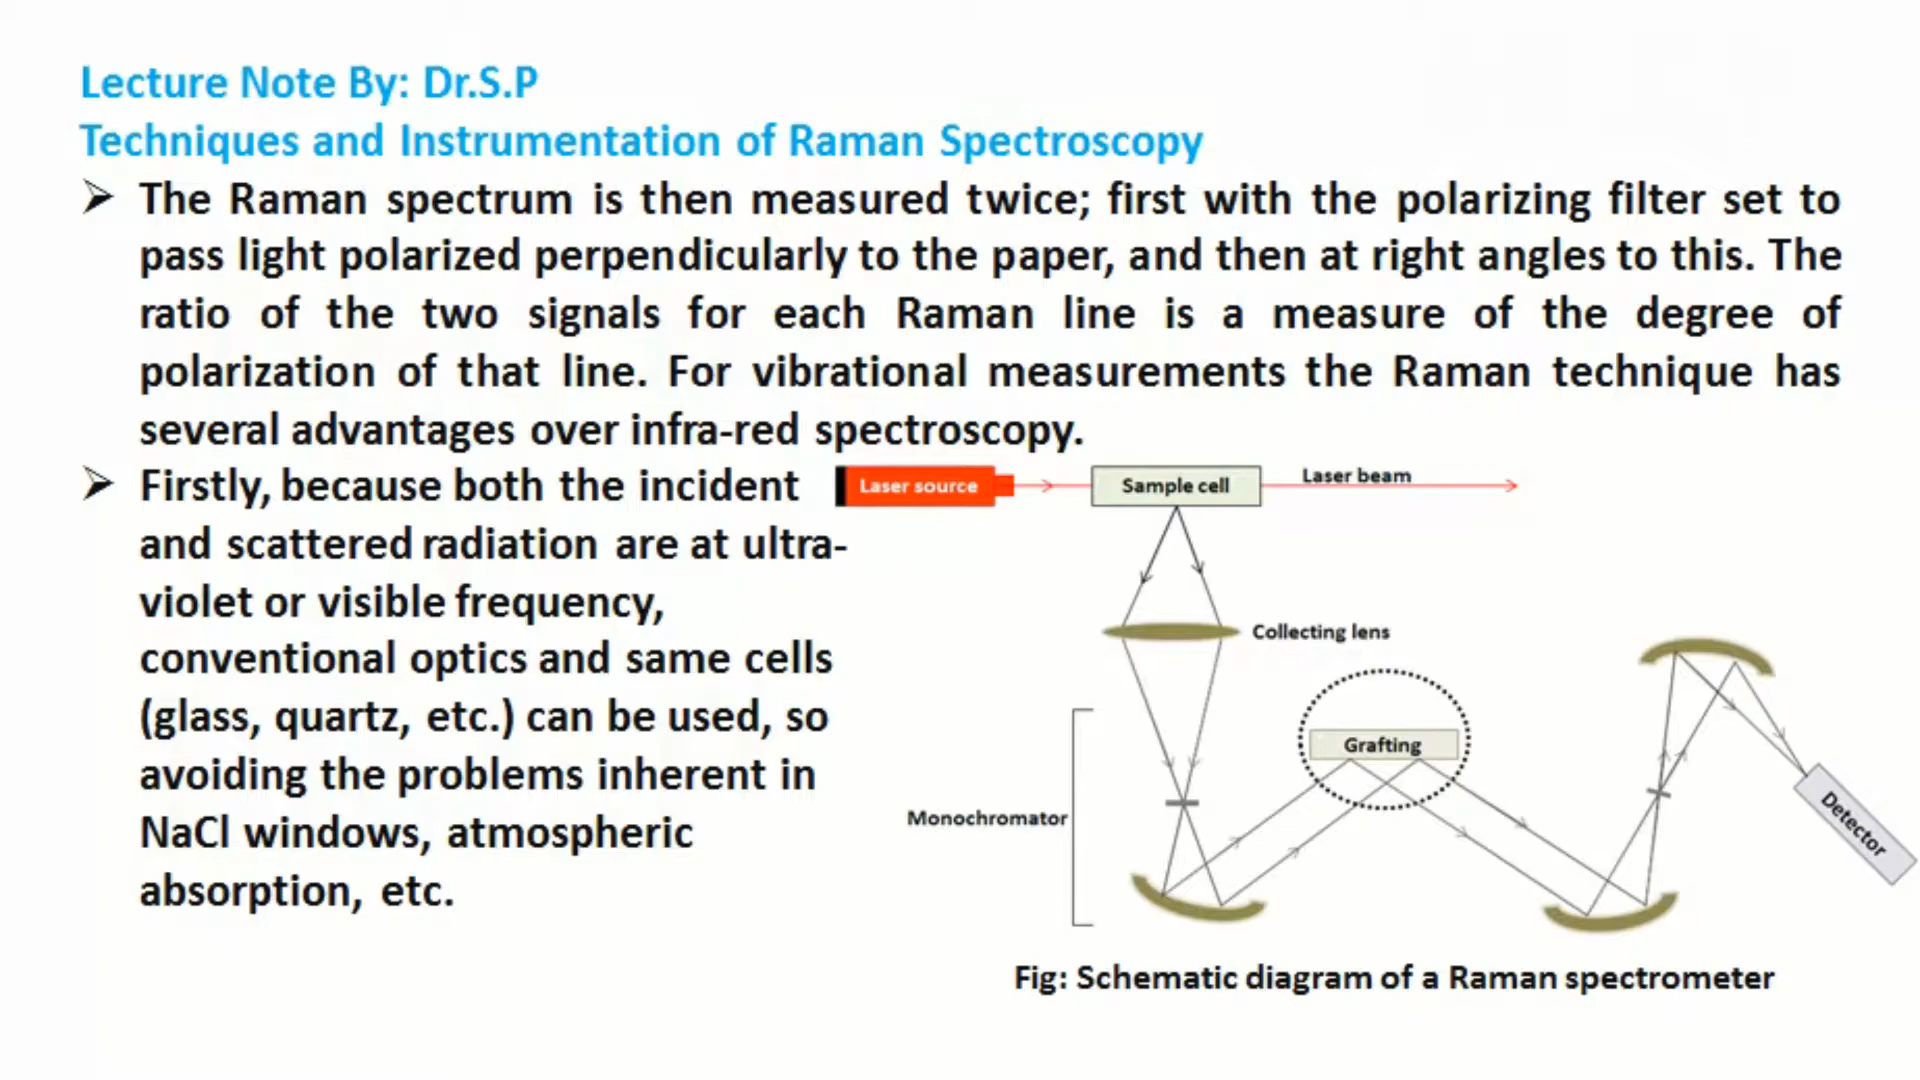 Lecture Note By: Dr.S.P
Techniques and Instrumentation of Raman Spectroscopy
➢ The Raman spectrum is then measured twice; first with the polarizing filter set to
pass light polarized perpendicularly to the paper, and then at right angles to this. The
ratio of the two signals for each Raman line is a measure of the degree of
polarization of that line. For vibrational measurements the Raman technique has
several advantages over infra-red spectroscopy.
➢ Firstly, because both the incident
and scattered radiation are at ultra-
violet or visible frequency,
conventional optics and same cells
(glass, quartz, etc.) can be used, so
avoiding the problems inherent in
NaCl windows, atmospheric
absorption, etc.
Laser source
Sample cell
Laser beam
Collecting lens
Grafting
Monochromator
Detector
Fig: Schematic diagram of a Raman spectrometer